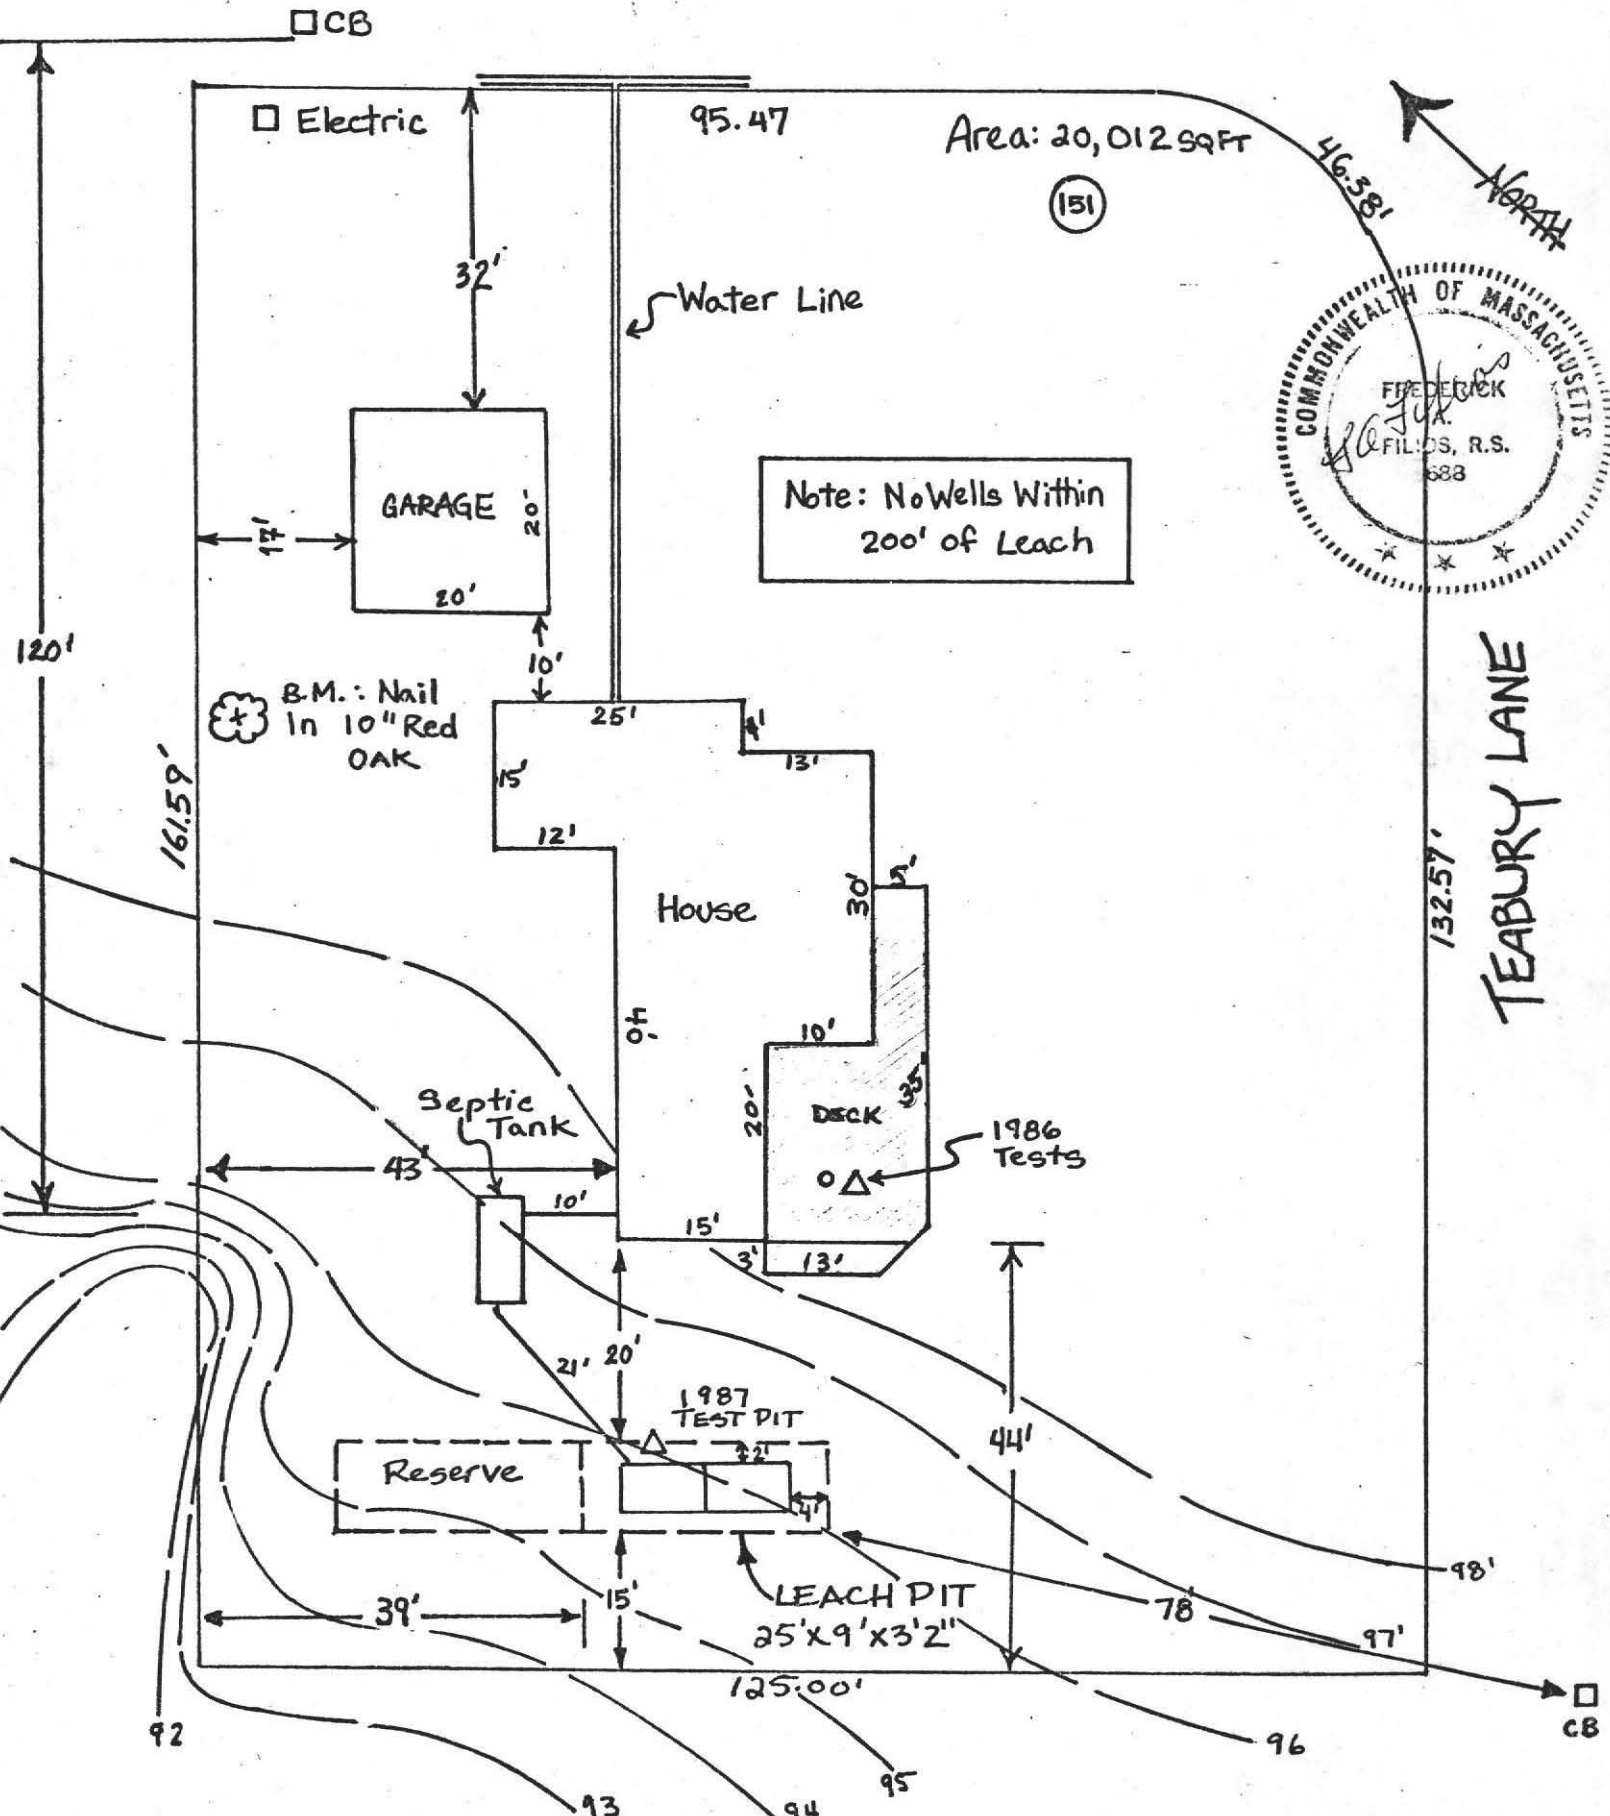 CB
Electric
95.47
Area: 20,012 SQFT
151
46.38'
NORTH
COMMONWEALTH OF MASSACHUSETTS
FREDERICK
A.
FILIOS, R.S.
688
32'
Water Line
GARAGE
20'
20'
17'
Note: No Wells Within
200' of Leach
120'
10'
B.M.: Nail
In 10" Red
OAK
25'
4'
13'
15'
12'
161.59'
House
30'
5'
132.57'
TEABURY LANE
40'
10'
Septic
Tank
20'
DECK
35'
1986
Tests
43'
10'
15'
3'
13'
21'
20'
1987
TEST PIT
2'
44'
Reserve
4'
98'
39'
15'
LEACH PIT
25'x9'x3'2"
78'
97'
125.00'
CB
92
96
95
93
94